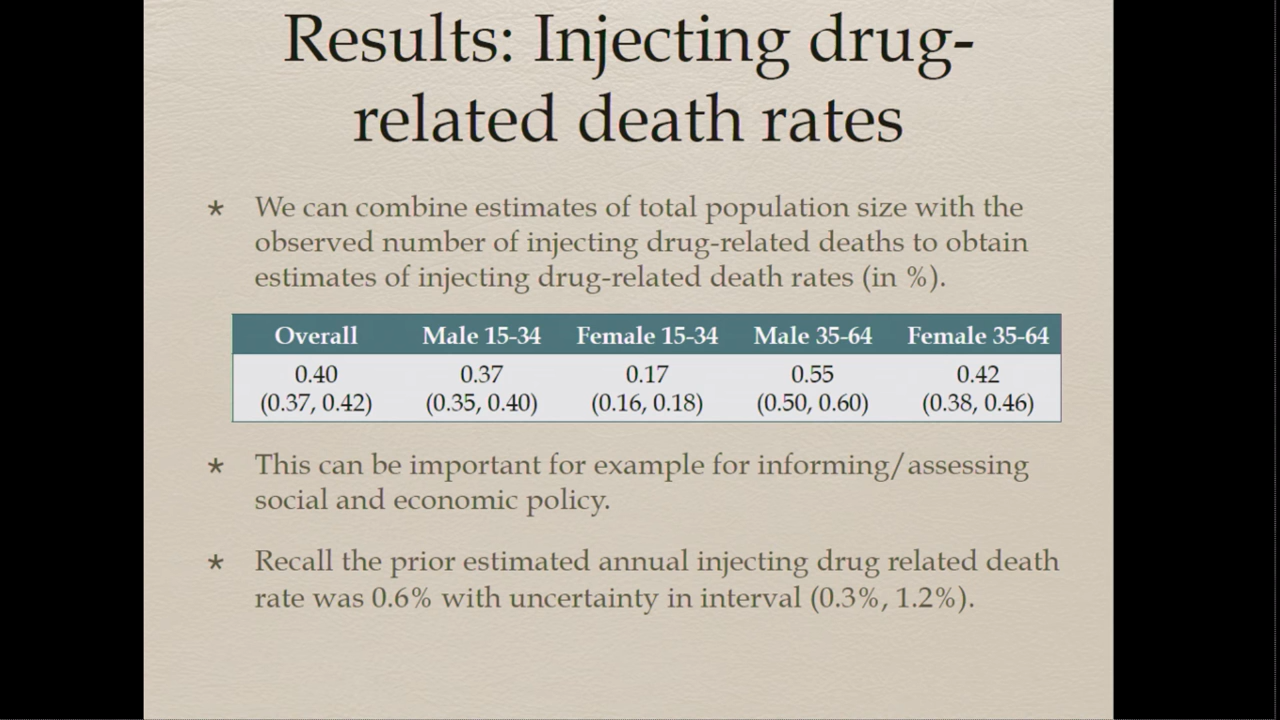 Results: Injecting drug-
related death rates
* We can combine estimates of total population size with the
observed number of injecting drug-related deaths to obtain
estimates of injecting drug-related death rates (in %).
Overall Male 15-34 Female 15-34 Male 35-64 Female 35-64
0.40 0.37 0.17 0.55 0.42
(0.37, 0.42) (0.35, 0.40) (0.16, 0.18) (0.50, 0.60) (0.38, 0.46)
* This can be important for example for informing/assessing
social and economic policy.
* Recall the prior estimated annual injecting drug related death
rate was 0.6% with uncertainty in interval (0.3%, 1.2%).